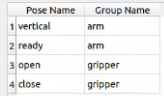 Pose Name Group Name
1 vertical arm
2 ready arm
3 open gripper
4 close gripper